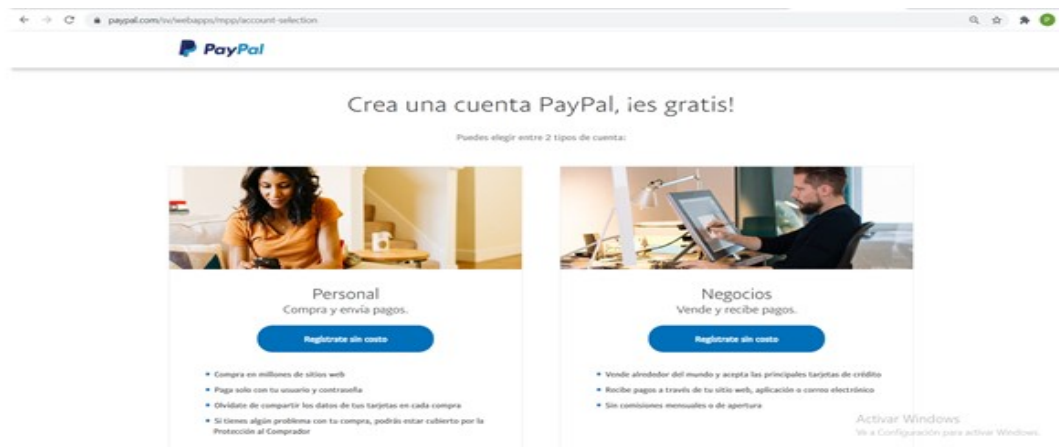 paypal.com/sv/webapps/mpp/account-selection
P
PayPal
Crea una cuenta PayPal, ¡es gratis!
Puedes elegir entre 2 tipos de cuenta:
Personal
Compra y envía pagos.
Regístrate sin costo
Compra en millones de sitios web
Paga solo con tu usuario y contraseña
Olvídate de compartir los datos de tus tarjetas en cada compra
Si tienes algún problema con tu compra, podrás estar cubierto por la
Protección al Comprador
Negocios
Vende y recibe pagos.
Regístrate sin costo
Vende alrededor del mundo y acepta las principales tarjetas de crédito
Recibe pagos a través de tu sitio web, aplicación o correo electrónico
Sin comisiones mensuales o de apertura
Activar Windows
Ve a Configuración para activar Windows.